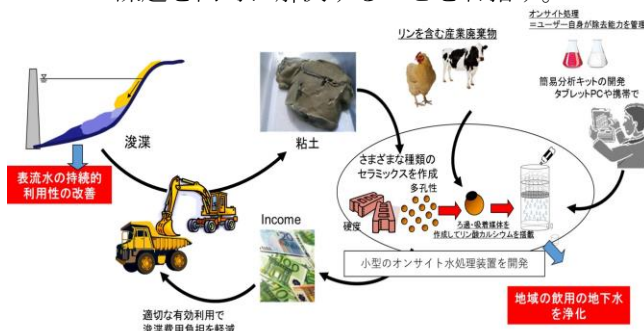 オンサイト処理
＝ユーザー自身が除去能力を管理
リンを含む産業廃棄物
簡易分析キットの開発
タブレットPCや携帯で
浚渫
粘土
さまざまな種類の
セラミックスを作成
多孔性
硬度
ろ過・吸着媒体を
作成してリン酸カルシウムを搭載
表流水の持続的
利用性の改善
Income
小型のオンサイト水処理装置を開発
地域の飲用の地下水
を浄化
適切な有効利用で
浚渫費用負担を軽減